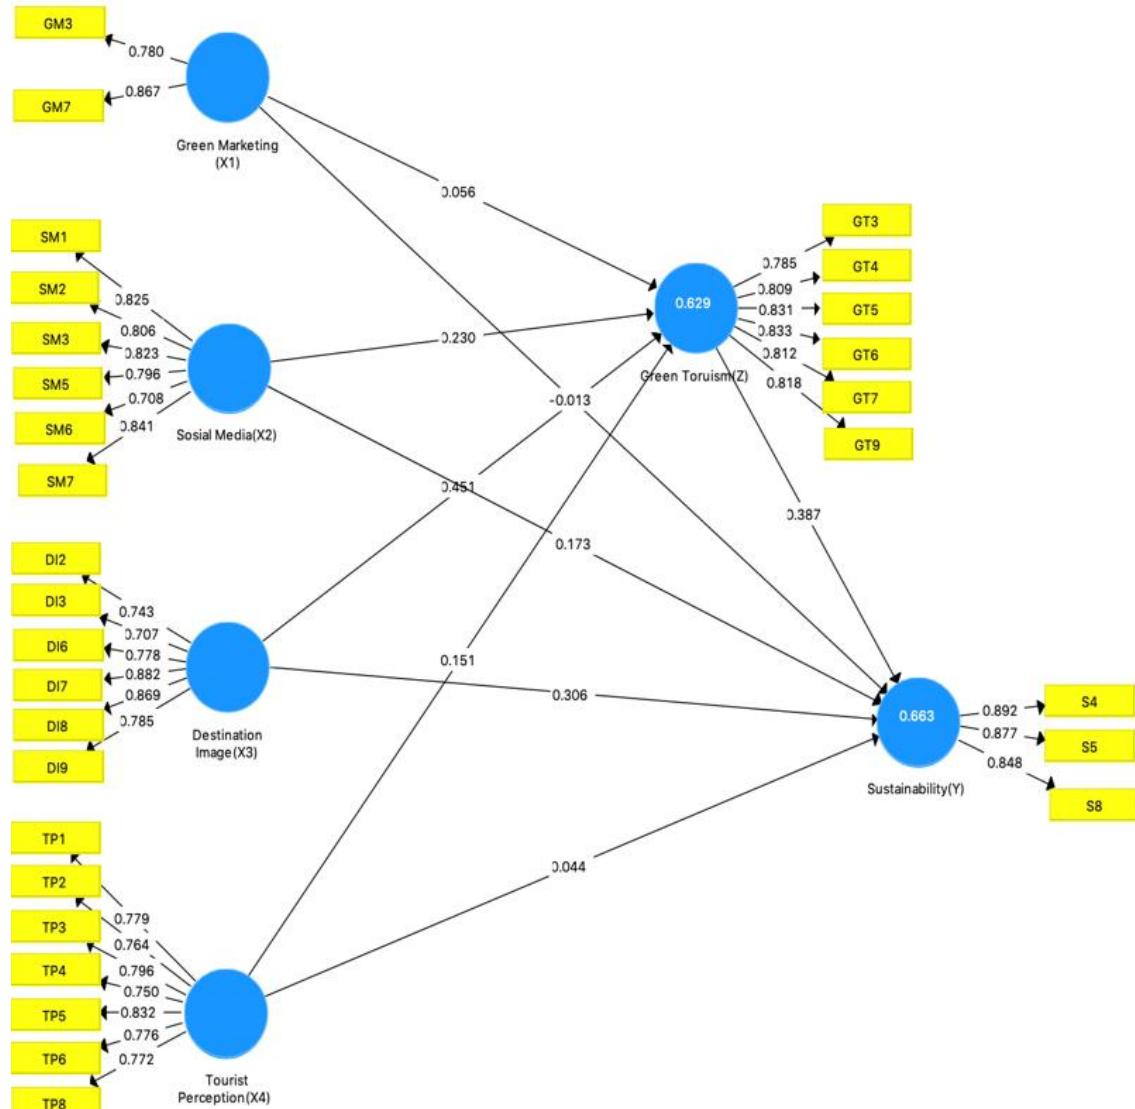 GM3
0.780
GM7
0.867
Green Marketing
(X1)
0.056
SM1
SM2
SM3
SM5
SM6
SM7
0.825
0.806
0.823
0.796
0.708
0.841
Sosial Media(X2)
0.230
-0.013
0.629
Green Toruism(Z)
GT3
GT4
GT5
GT6
GT7
GT9
0.785
0.809
0.831
0.833
0.812
0.818
0.451
0.387
0.173
DI2
DI3
DI6
DI7
DI8
DI9
0.743
0.707
0.778
0.882
0.869
0.785
Destination
Image(X3)
0.151
0.306
0.663
Sustainability(Y)
S4
S5
S8
0.892
0.877
0.848
0.044
TP1
TP2
TP3
TP4
TP5
TP6
TP8
0.779
0.764
0.796
0.750
0.832
0.776
0.772
Tourist
Perception(X4)